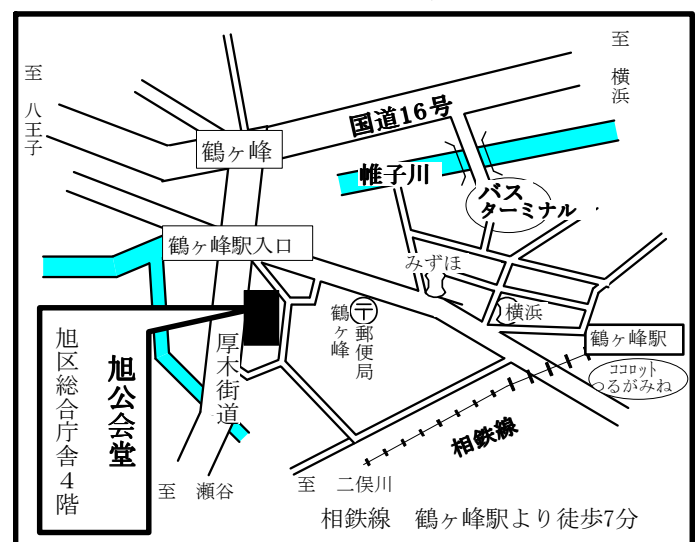 至 八王子
至 横浜
国道16号
鶴ヶ峰
帷子川
バス
ターミナル
鶴ヶ峰駅入口
みずほ
横浜
鶴ヶ峰
〒郵便局
鶴ヶ峰駅
ココロット
つるがみね
厚木街道
旭公会堂
旭区総合庁舎4階
相鉄線
至 瀬谷
至 二俣川
相鉄線 鶴ヶ峰駅より徒歩7分